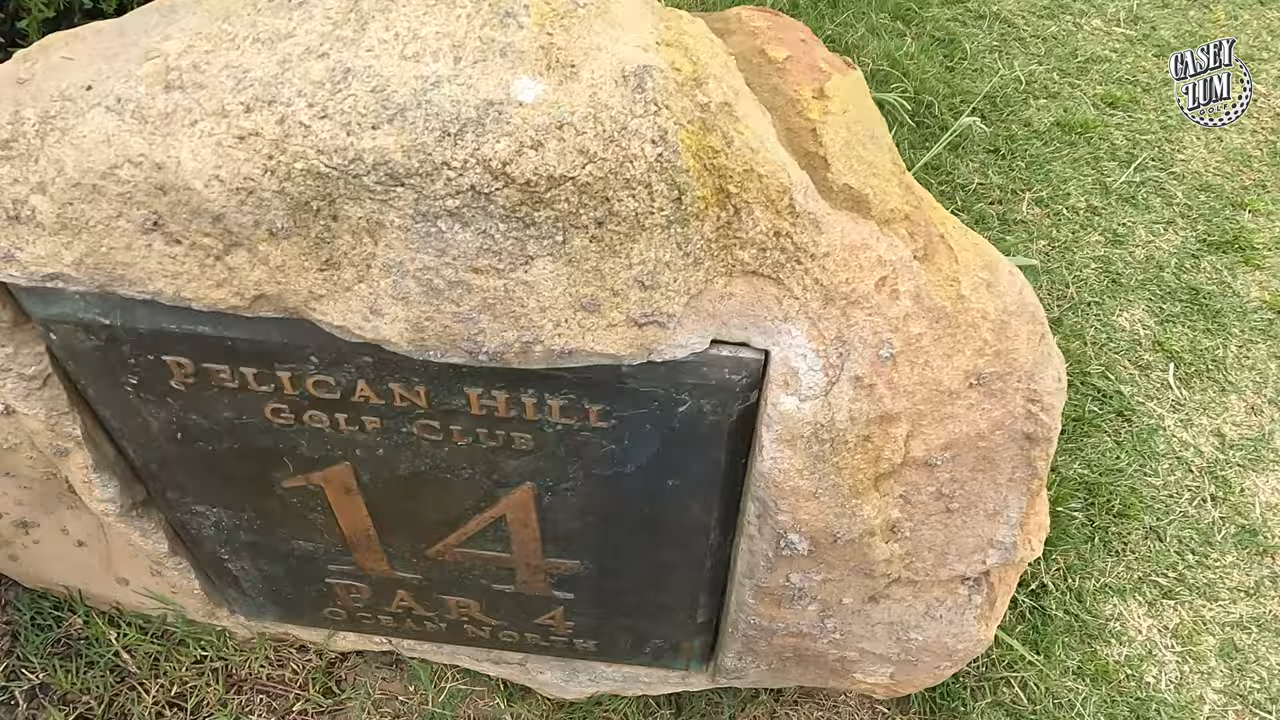 CASEY
LUM
GOLF
PELICAN HILL
GOLF CLUB
14
PAR 4
OCEAN NORTH